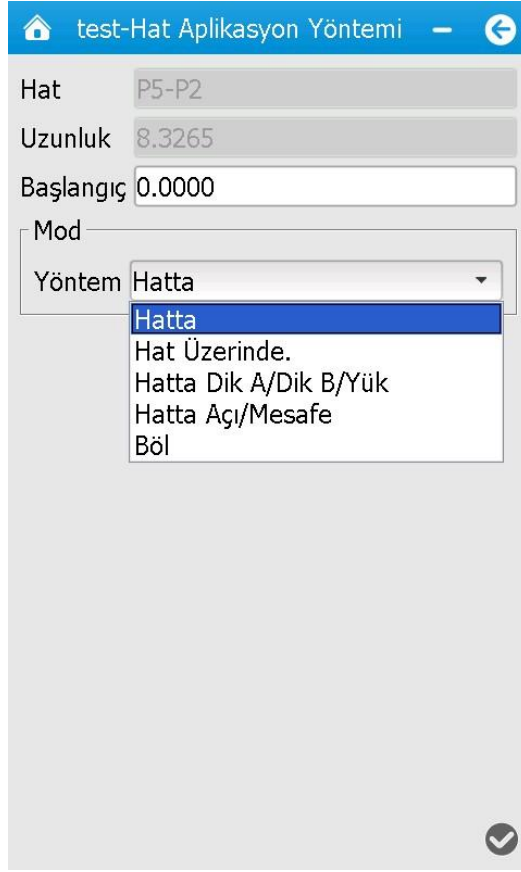 test-Hat Aplikasyon Yöntemi
Hat P5-P2
Uzunluk 8.3265
Başlangıç 0.0000
Mod
Yöntem Hatta
Hatta
Hat Üzerinde.
Hatta Dik A/Dik B/Yük
Hatta Açı/Mesafe
Böl